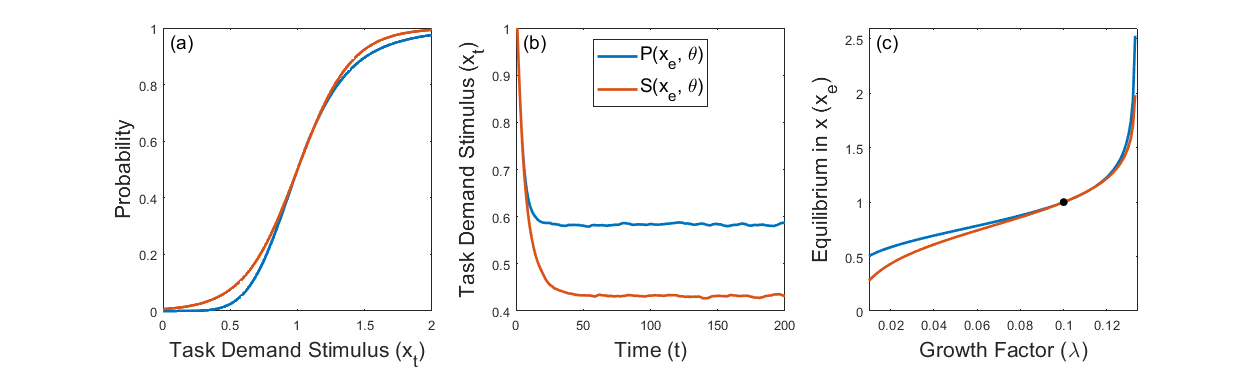 (a)
Probability
1
0.8
0.6
0.4
0.2
0
0 0.5 1 1.5 2
Task Demand Stimulus (x_t)
(b)
P(x_e, θ)
S(x_e, θ)
Task Demand Stimulus (x_t)
1
0.9
0.8
0.7
0.6
0.5
0.4
0 50 100 150 200
Time (t)
(c)
Equilibrium in x (x_e)
2.5
2
1.5
1
0.5
0
0.02 0.04 0.06 0.08 0.1 0.12
Growth Factor (λ)